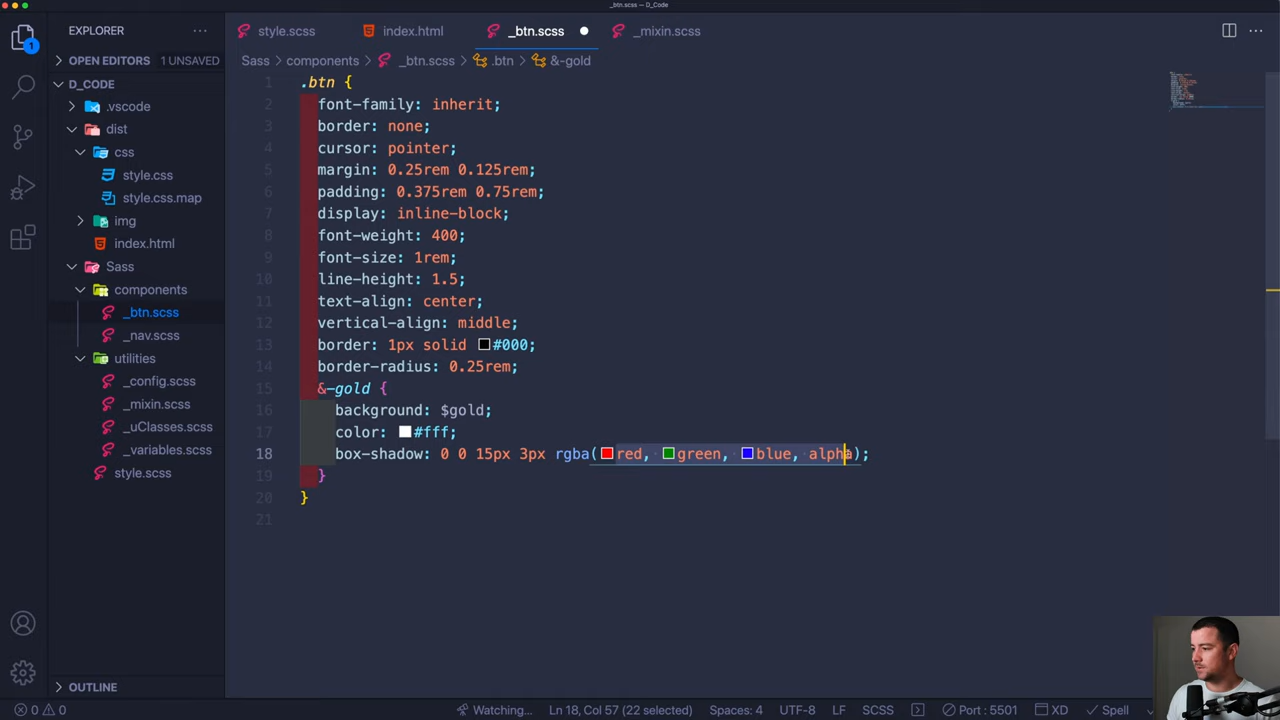 _btn.scss — D_Code
EXPLORER
style.scss
index.html
_btn.scss
_mixin.scss
OPEN EDITORS 1 UNSAVED
Sass components _btn.scss .btn &-gold
D_CODE
.vscode
dist
css
style.css
style.css.map
img
index.html
Sass
components
_btn.scss
_nav.scss
utilities
_config.scss
_mixin.scss
_uClasses.scss
_variables.scss
style.scss
OUTLINE
1
1 .btn {
2 font-family: inherit;
3 border: none;
4 cursor: pointer;
5 margin: 0.25rem 0.125rem;
6 padding: 0.375rem 0.75rem;
7 display: inline-block;
8 font-weight: 400;
9 font-size: 1rem;
10 line-height: 1.5;
11 text-align: center;
12 vertical-align: middle;
13 border: 1px solid #000;
14 border-radius: 0.25rem;
15 &-gold {
16 background: $gold;
17 color: #fff;
18 box-shadow: 0 0 15px 3px rgba(red, green, blue, alpha);
19 }
20 }
21
0 0 Watching... Ln 18, Col 57 (22 selected) Spaces: 4 UTF-8 LF SCSS Port : 5501 XD Spell